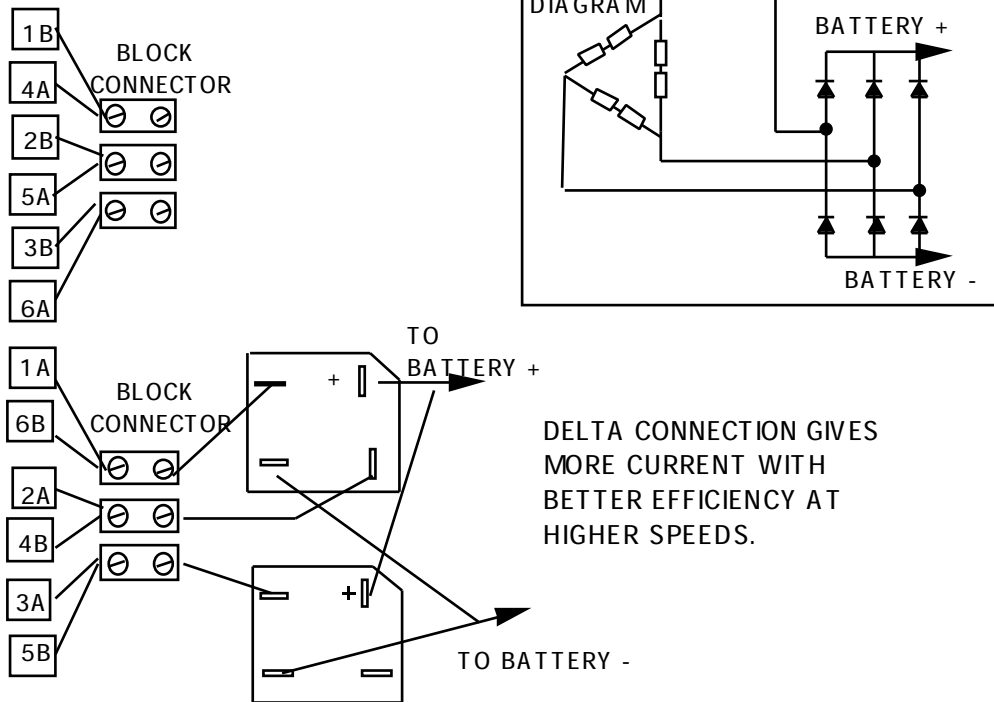 1B
4A
2B
5A
3B
6A
BLOCK
CONNECTOR
DIAGRAM
BATTERY +
BATTERY -
1A
6B
2A
4B
3A
5B
BLOCK
CONNECTOR
+
TO
BATTERY +
+
TO BATTERY -
DELTA CONNECTION GIVES
MORE CURRENT WITH
BETTER EFFICIENCY AT
HIGHER SPEEDS.